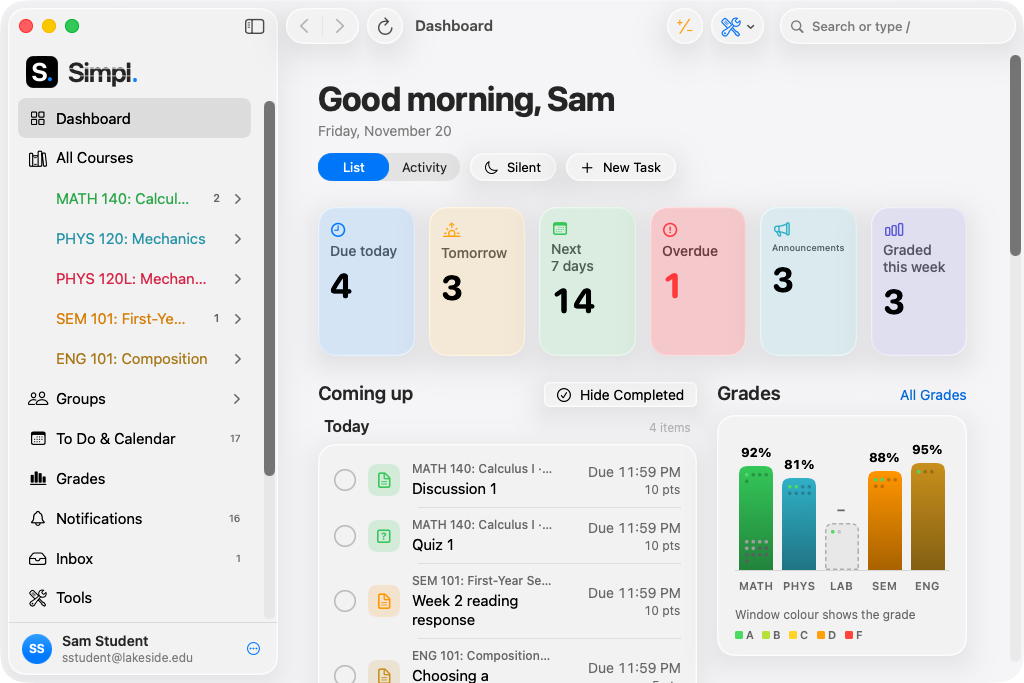 Simpl.
Dashboard
All Courses
MATH 140: Calcul... 2
PHYS 120: Mechanics
PHYS 120L: Mechan...
SEM 101: First-Ye... 1
ENG 101: Composition
Groups
To Do & Calendar 17
Grades
Notifications 16
Inbox 1
Tools
SS
Sam Student
sstudent@lakeside.edu
Dashboard
+/-
Search or type /
Good morning, Sam
Friday, November 20
List Activity Silent + New Task
Due today
4
Tomorrow
3
Next
7 days
14
Overdue
1
Announcements
3
Graded
this week
3
Coming up
Hide Completed
Today
4 items
MATH 140: Calculus I ·...
Discussion 1
Due 11:59 PM
10 pts
MATH 140: Calculus I ·...
Quiz 1
Due 11:59 PM
10 pts
SEM 101: First-Year Se...
Week 2 reading
response
Due 11:59 PM
10 pts
ENG 101: Composition...
Choosing a
Due 11:59 PM
Grades
All Grades
92% 81% – 88% 95%
MATH PHYS LAB SEM ENG
Window colour shows the grade
A B C D F